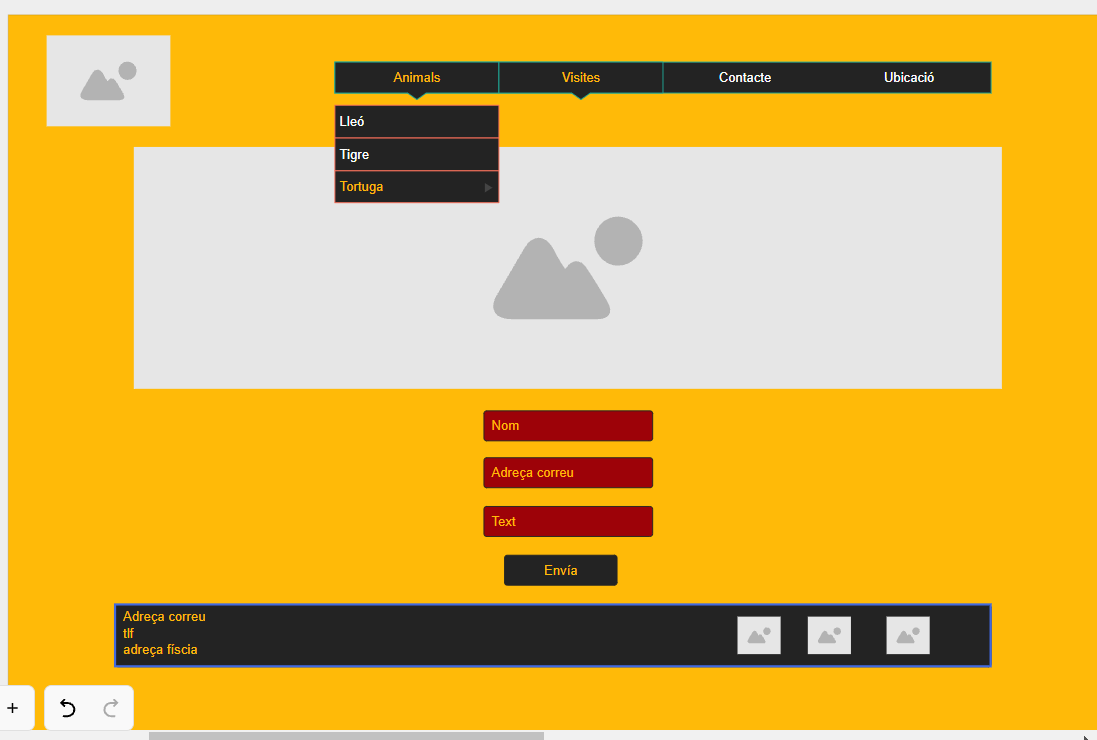 Animals
Visites
Contacte
Ubicació
Lleó
Tigre
Tortuga
Nom
Adreça correu
Text
Envía
Adreça correu
tlf
adreça físcia